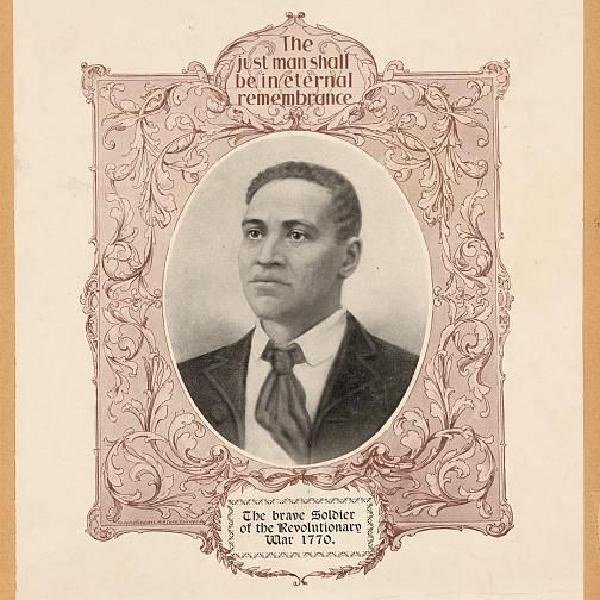 The
just man shall
be in eternal
remembrance
The brave Soldier
of the Revolutionary
War 1770.